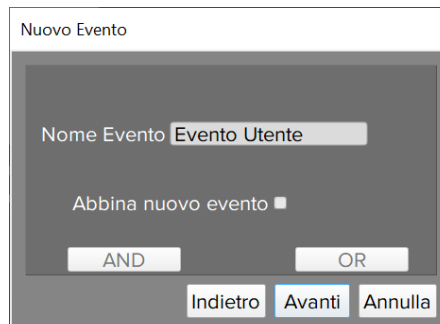 Nuovo Evento
Nome Evento Evento Utente
Abbina nuovo evento
AND OR
Indietro Avanti Annulla